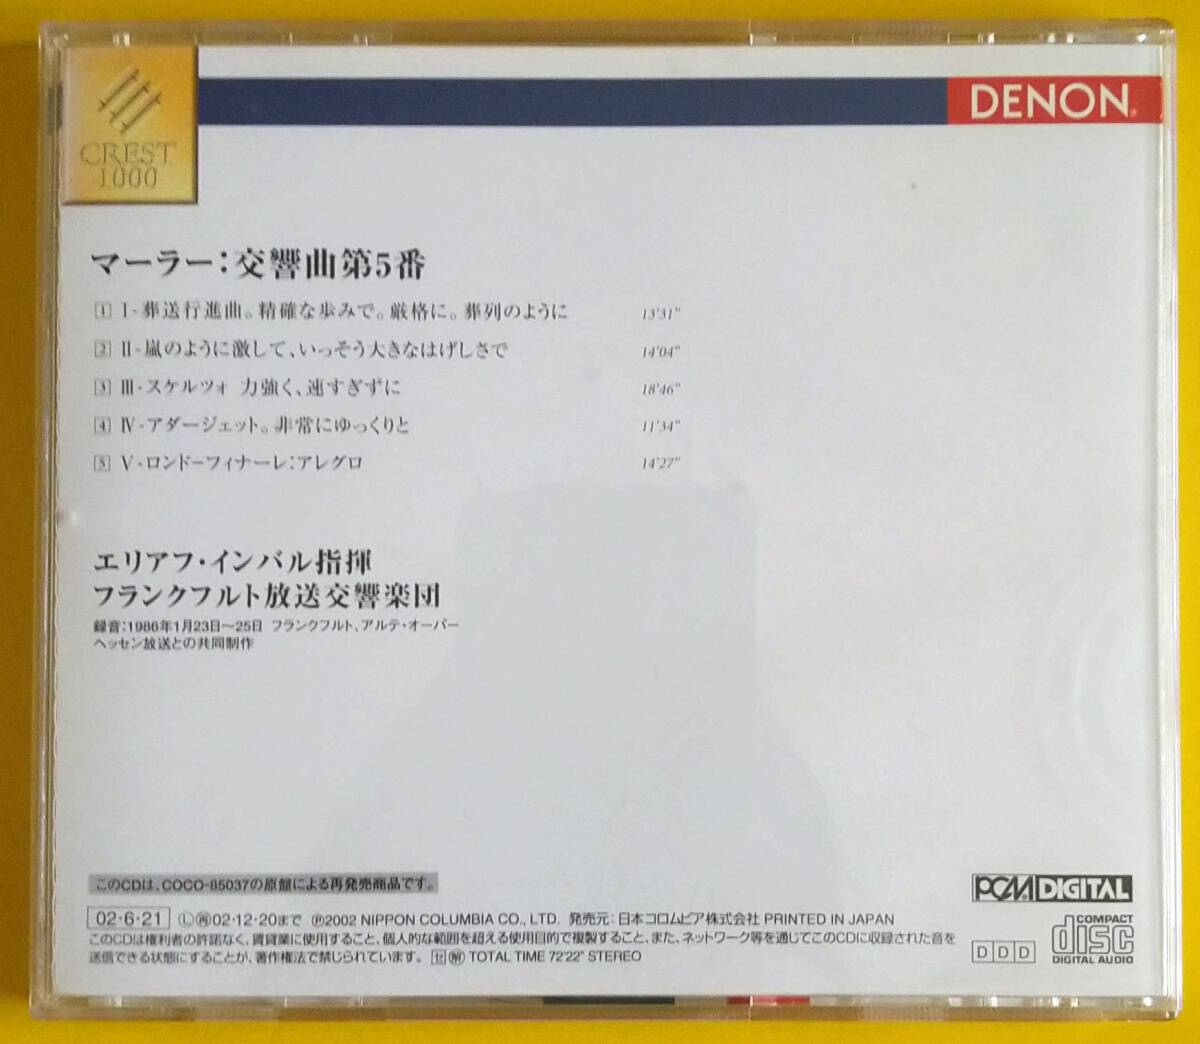 CREST
1000
DENON
マーラー：交響曲第5番
1 I-葬送行進曲。精確な歩みで。厳格に。葬列のように 13'31"
2 II-嵐のように激して、いっそう大きなはげしさで 14'04"
3 III-スケルツォ 力強く、速すぎずに 18'46"
4 IV-アダージェット。非常にゆっくりと 11'34"
5 V-ロンド−フィナーレ：アレグロ 14'27"
エリアフ・インバル指揮
フランクフルト放送交響楽団
録音：1986年1月23日〜25日 フランクフルト、アルテ・オーパー
ヘッセン放送との共同制作
このCDは、COCO-85037の原盤による再発売商品です。
PCM DIGITAL
02・6・21 Ⓛ㊢02・12・20まで ℗2002 NIPPON COLUMBIA CO., LTD. 発売元：日本コロムビア株式会社 PRINTED IN JAPAN
このCDは権利者の許諾なく、賃貸業に使用すること、個人的な範囲を超える使用目的で複製すること、また、ネットワーク等を通じてこのCDに収録された音を
送信できる状態にすることが、著作権法で禁じられています。 TOTAL TIME 72'22" STEREO
DDD
COMPACT
disc
DIGITAL AUDIO